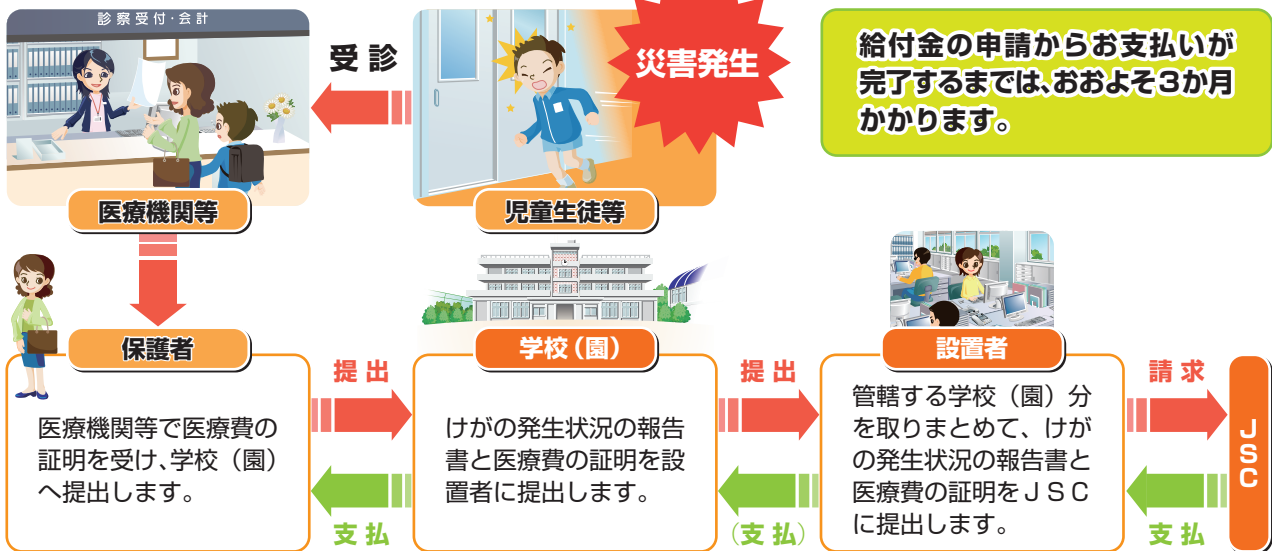 診察受付・会計
受診
災害発生
給付金の申請からお支払いが
完了するまでは、おおよそ3か月
かかります。
医療機関等
児童生徒等
保護者
学校（園）
設置者
医療機関等で医療費の
証明を受け、学校（園）
へ提出します。
提出
支払
けがの発生状況の報告
書と医療費の証明を設
置者に提出します。
提出
（支払）
管轄する学校（園）分
を取りまとめて、けが
の発生状況の報告書と
医療費の証明をＪＳＣ
に提出します。
請求
支払
JSC